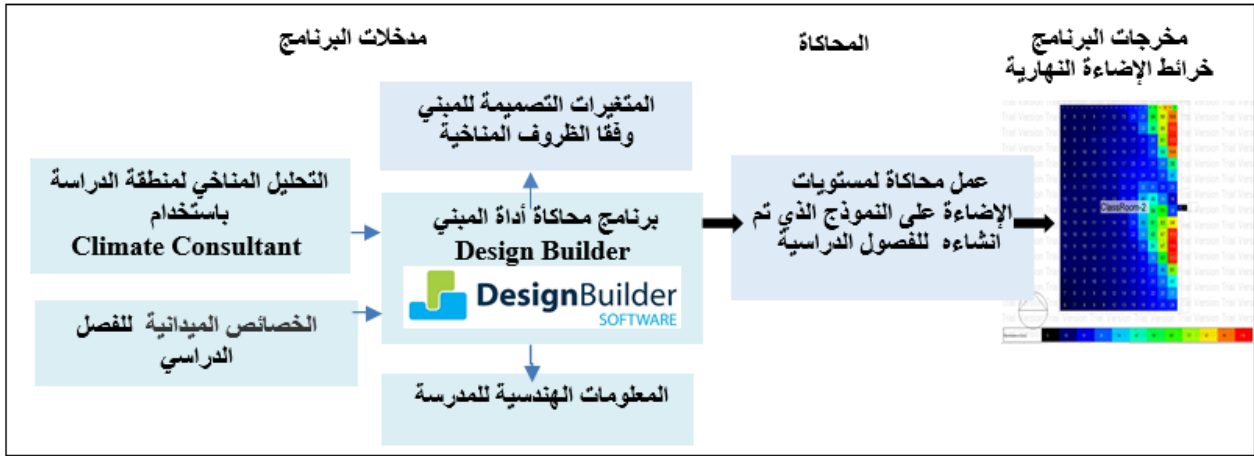 مدخلات البرنامج
المحاكاة
مخرجات البرنامج
خرائط الإضاءة النهارية
المتغيرات التصميمة للمبني
وفقا الظروف المناخية
التحليل المناخي لمنطقة الدراسة
باستخدام
Climate Consultant
برنامج محاكاة أداة المبني
Design Builder
DesignBuilder
SOFTWARE
الخصائص الميدانية للفصل
الدراسي
المعلومات الهندسية للمدرسة
عمل محاكاة لمستويات
الإضاءة على النموذج الذي تم
انشاءه للفصول الدراسية
ClassRoom-2